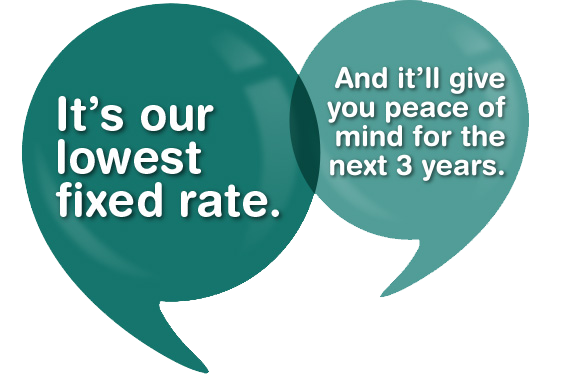 It's our
lowest
fixed rate.
And it'll give
you peace of
mind for the
next 3 years.